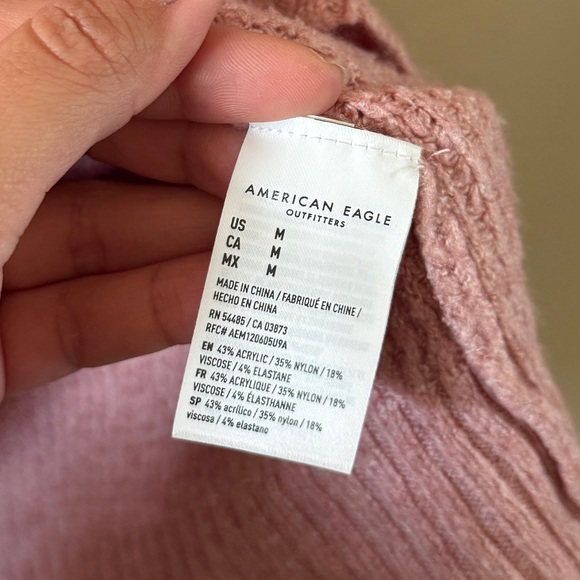 AMERICAN EAGLE
OUTFITTERS
US M
CA M
MX M
MADE IN CHINA / FABRIQUÉ EN CHINE /
HECHO EN CHINA
RN 54485 / CA 03873
RFC# AEM120605U9A
EN 43% ACRYLIC / 35% NYLON / 18%
VISCOSE / 4% ELASTANE
FR 43% ACRYLIQUE / 35% NYLON / 18%
VISCOSE / 4% ÉLASTHANNE
SP 43% acrílico / 35% nylon / 18%
viscosa / 4% elastano